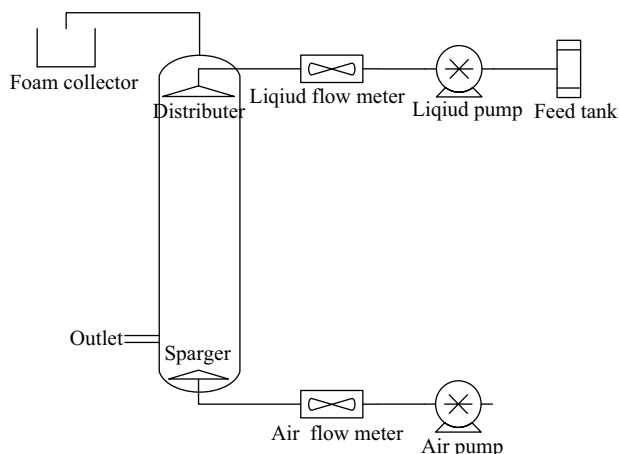 Foam collector
Distributer
Liqiud flow meter
Liqiud pump
Feed tank
Outlet
Sparger
Air flow meter
Air pump